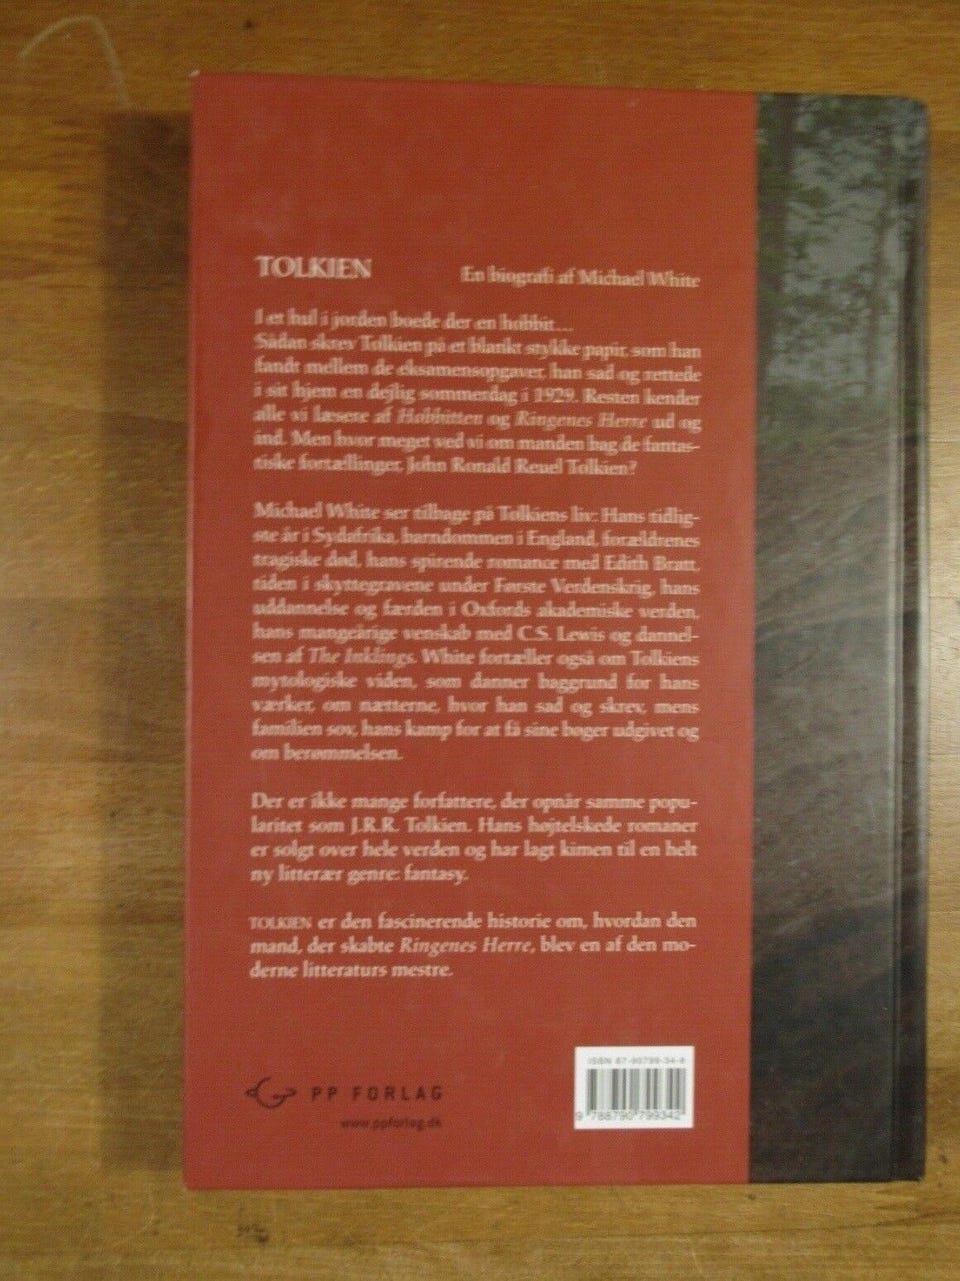 TOLKIEN En biografi af Michael White
I et hul i jorden boede der en hobbit...
Sådan skrev Tolkien på et blankt stykke papir, som han
fandt mellem de eksamensopgaver, han sad og rettede
i sit hjem en dejlig sommerdag i 1929. Resten kender
alle vi læsere af Hobbitten og Ringenes Herre ud og
ind. Men hvor meget ved vi om manden bag de fantas-
tiske fortællinger, John Ronald Reuel Tolkien?
Michael White ser tilbage på Tolkiens liv: Hans tidlig-
ste år i Sydafrika, barndommen i England, forældrenes
tragiske død, hans spirende romance med Edith Bratt,
tiden i skyttegravene under Første Verdenskrig, hans
uddannelse og færden i Oxfords akademiske verden,
hans mangeårige venskab med C.S. Lewis og dannel-
sen af The Inklings. White fortæller også om Tolkiens
mytologiske viden, som danner baggrund for hans
værker, om nætterne, hvor han sad og skrev, mens
familien sov, hans kamp for at få sine bøger udgivet og
om berømmelsen.
Der er ikke mange forfattere, der opnår samme popu-
laritet som J.R.R. Tolkien. Hans højtelskede romaner
er solgt over hele verden og har lagt kimen til en helt
ny litterær genre: fantasy.
TOLKIEN er den fascinerende historie om, hvordan den
mand, der skabte Ringenes Herre, blev en af den mo-
derne litteraturs mestre.
ISBN 87-90799-34-8
9 788790 799342
PP FORLAG
www.ppforlag.dk